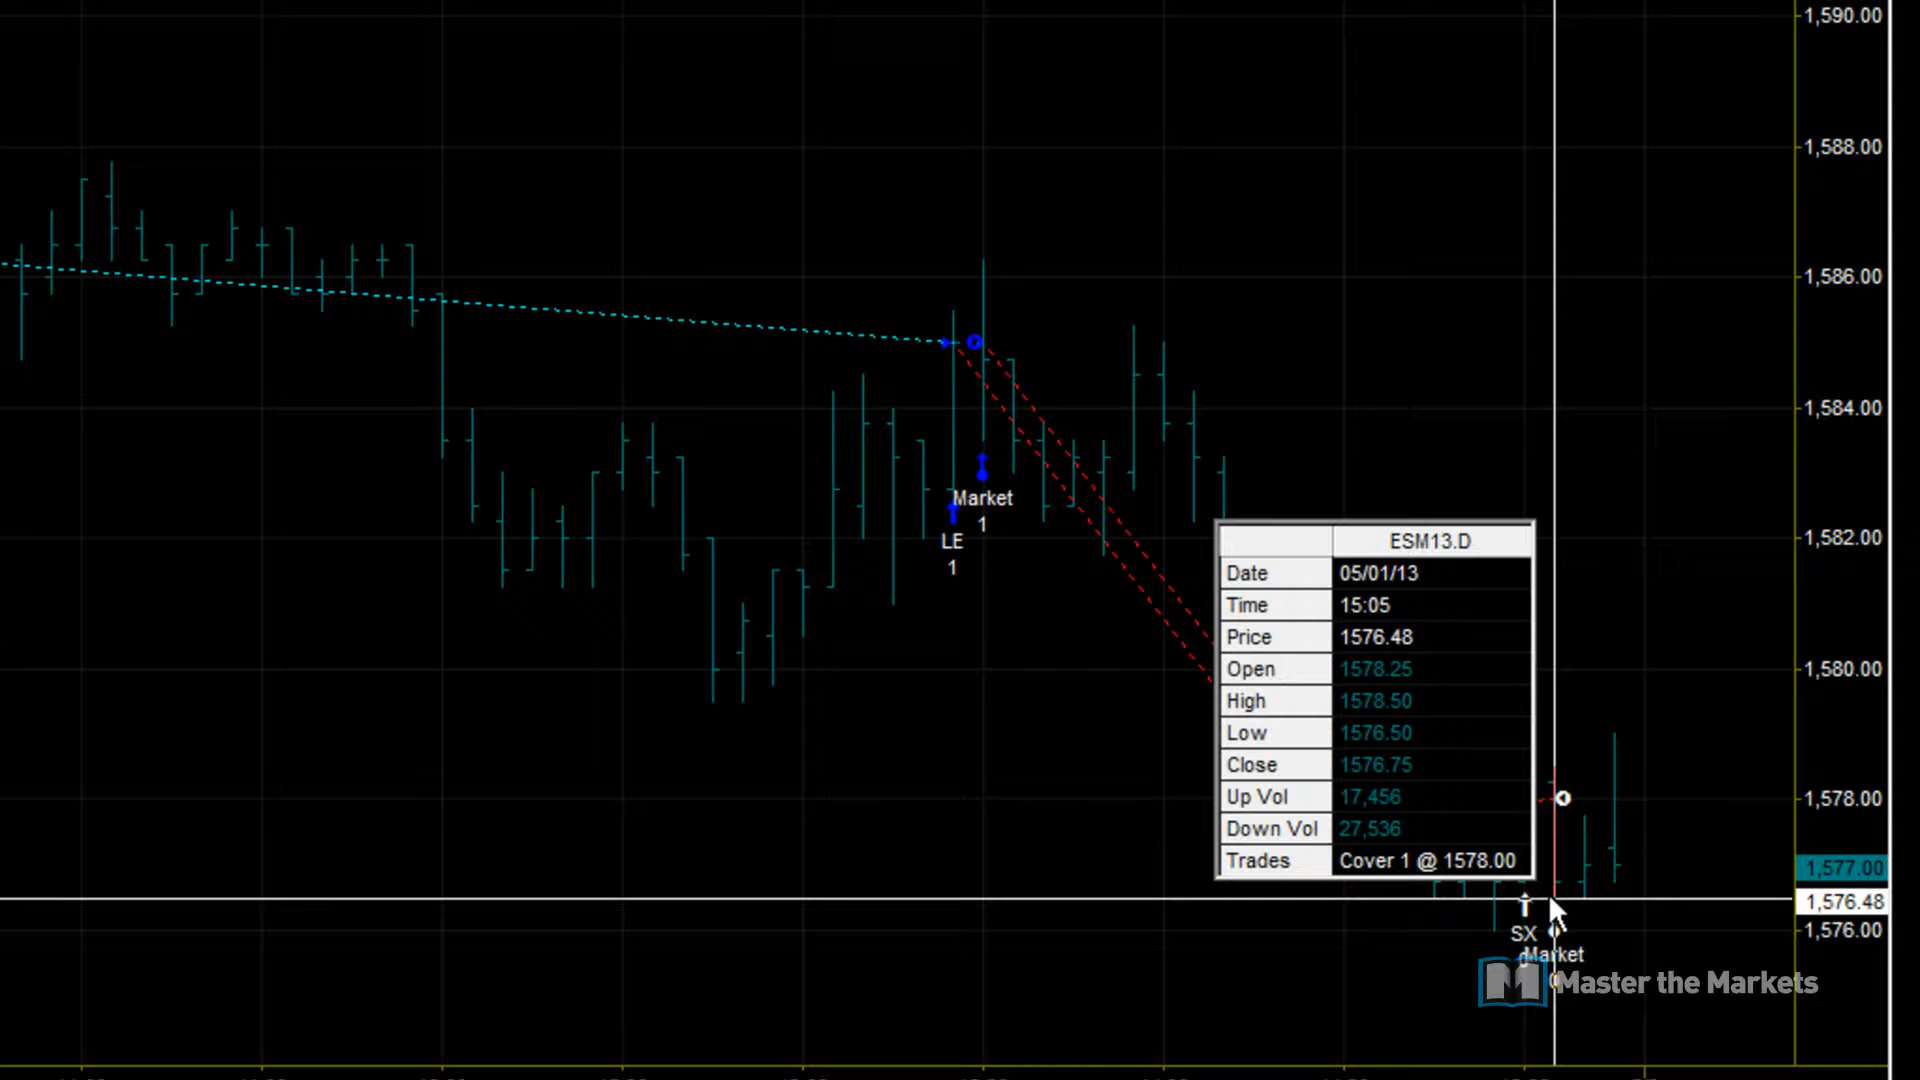 1,590.00
1,588.00
1,586.00
1,584.00
Market
1
LE
1
1,582.00
ESM13.D
Date 05/01/13
Time 15:05
Price 1576.48
Open 1578.25
High 1578.50
Low 1576.50
Close 1576.75
Up Vol 17,456
Down Vol 27,536
Trades Cover 1 @ 1578.00
1,580.00
1,578.00
1,577.00
1,576.48
1,576.00
SX
Market
Master the Markets